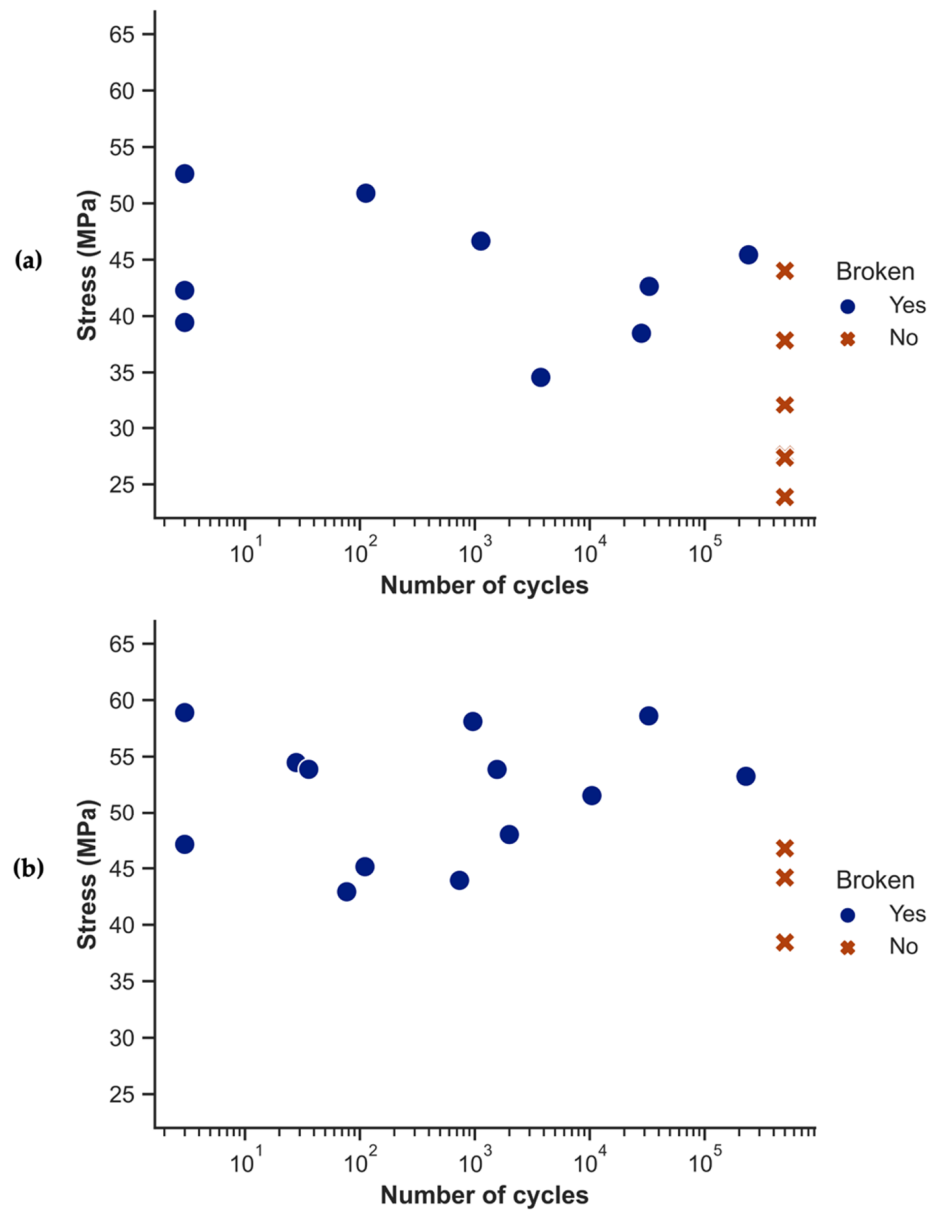 65
60
55
50
45
40
35
30
25
Stress (MPa)
(a)
10¹ 10² 10³ 10⁴ 10⁵
Number of cycles
Broken
Yes
No
65
60
55
50
45
40
35
30
25
Stress (MPa)
(b)
10¹ 10² 10³ 10⁴ 10⁵
Number of cycles
Broken
Yes
No